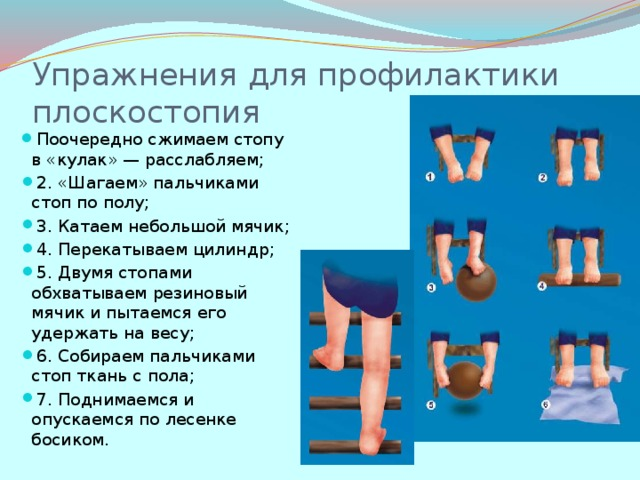 Упражнения для профилактики
плоскостопия
Поочередно сжимаем стопу
в «кулак» — расслабляем;
2. «Шагаем» пальчиками
стоп по полу;
3. Катаем небольшой мячик;
4. Перекатываем цилиндр;
5. Двумя стопами
обхватываем резиновый
мячик и пытаемся его
удержать на весу;
6. Собираем пальчиками
стоп ткань с пола;
7. Поднимаемся и
опускаемся по лесенке
босиком.
1
2
3
4
5
6